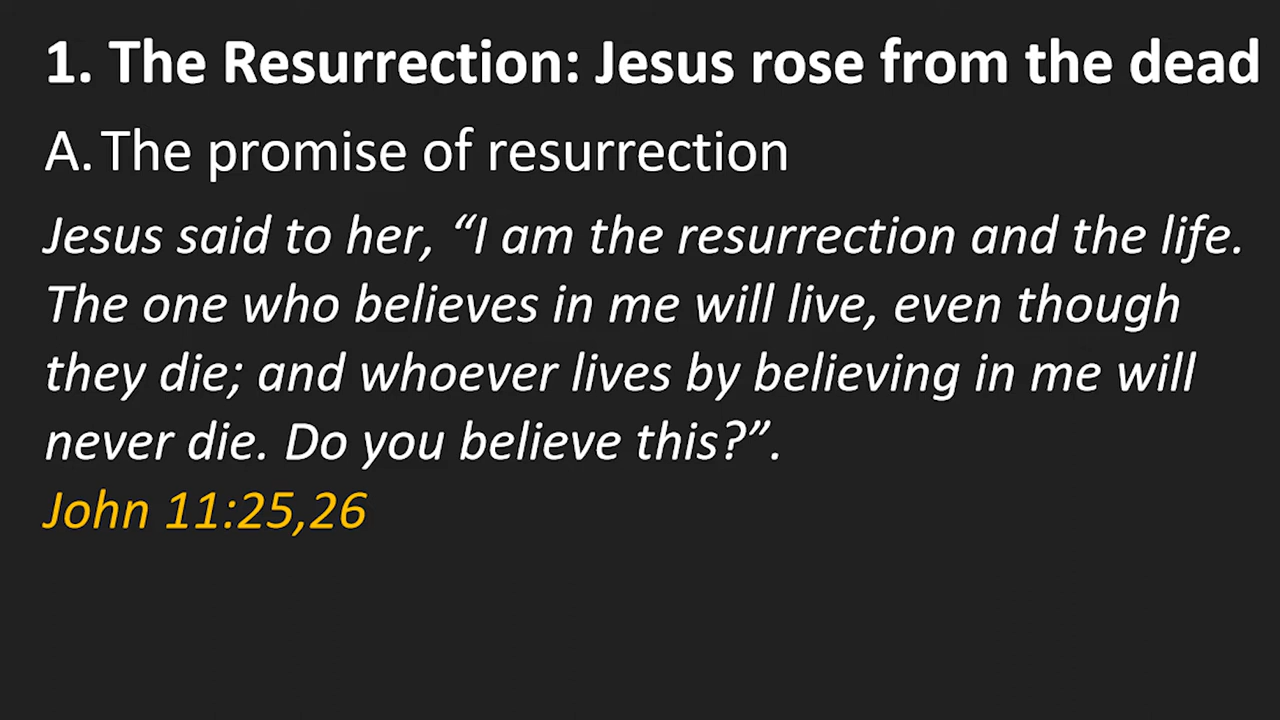 1. The Resurrection: Jesus rose from the dead
A. The promise of resurrection
Jesus said to her, “I am the resurrection and the life.
The one who believes in me will live, even though
they die; and whoever lives by believing in me will
never die. Do you believe this?”.
John 11:25,26